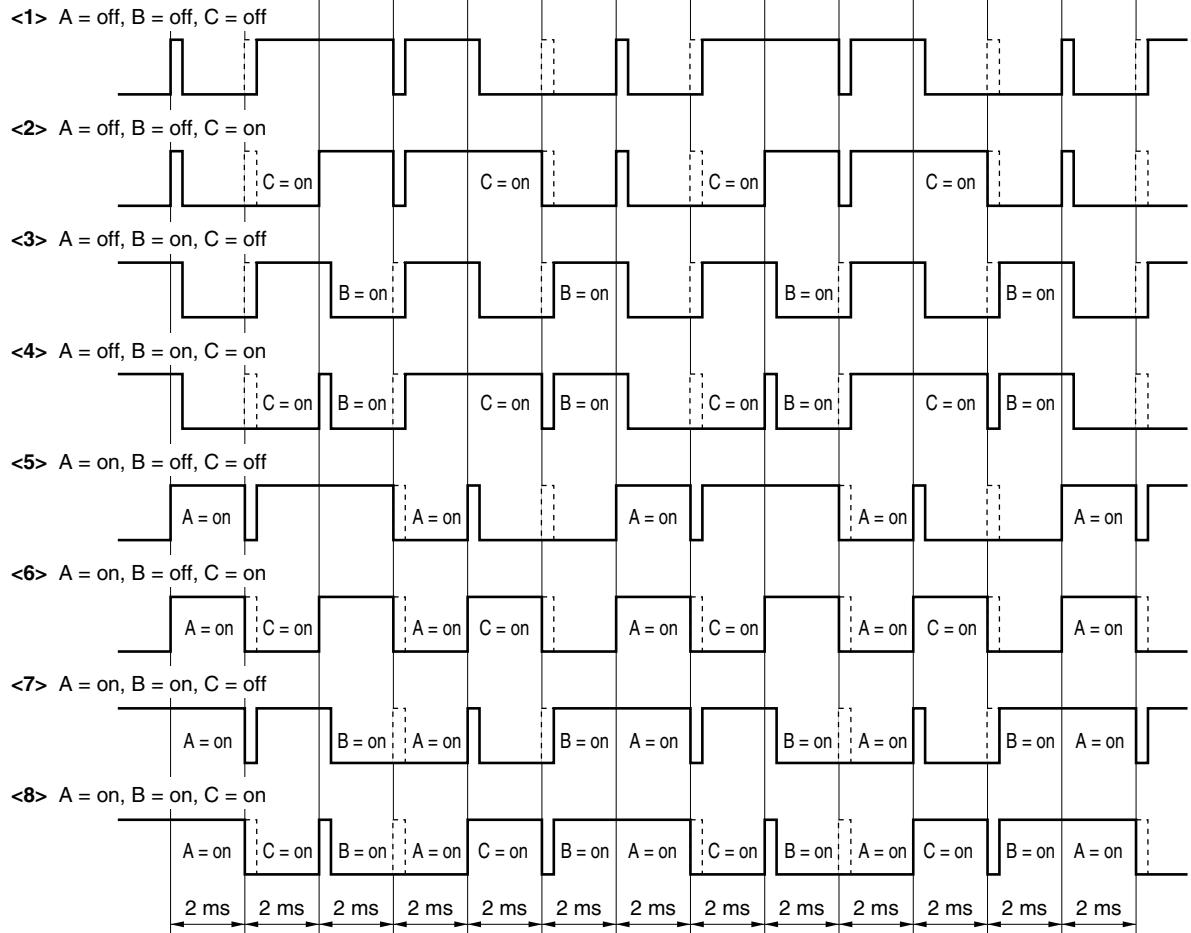 <1> A = off, B = off, C = off
<2> A = off, B = off, C = on
C = on C = on C = on C = on
<3> A = off, B = on, C = off
B = on B = on B = on B = on
<4> A = off, B = on, C = on
C = on B = on C = on B = on C = on B = on C = on B = on
<5> A = on, B = off, C = off
A = on A = on A = on A = on A = on
<6> A = on, B = off, C = on
A = on C = on A = on C = on A = on C = on A = on C = on A = on
<7> A = on, B = on, C = off
A = on B = on A = on B = on A = on B = on A = on B = on A = on
<8> A = on, B = on, C = on
A = on C = on B = on A = on C = on B = on A = on C = on B = on A = on C = on B = on A = on
2 ms 2 ms 2 ms 2 ms 2 ms 2 ms 2 ms 2 ms 2 ms 2 ms 2 ms 2 ms 2 ms